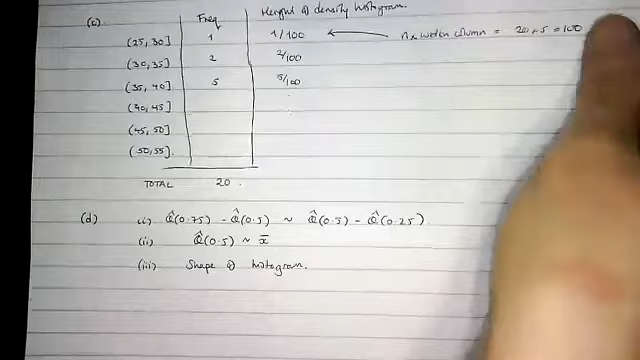 (c) Freq Height of density histogram.
(25, 30] 1 1/100 ← n x width column = 20 x 5 = 100
(30, 35] 2 2/100
(35, 40] 5 5/100
(40, 45]
(45, 50]
(50, 55].
TOTAL 20.
(d) (i) Q̂(0.75) - Q̂(0.5) ~ Q̂(0.5) - Q̂(0.25)
(ii) Q̂(0.5) ~ x̄
(iii) Shape of histogram.